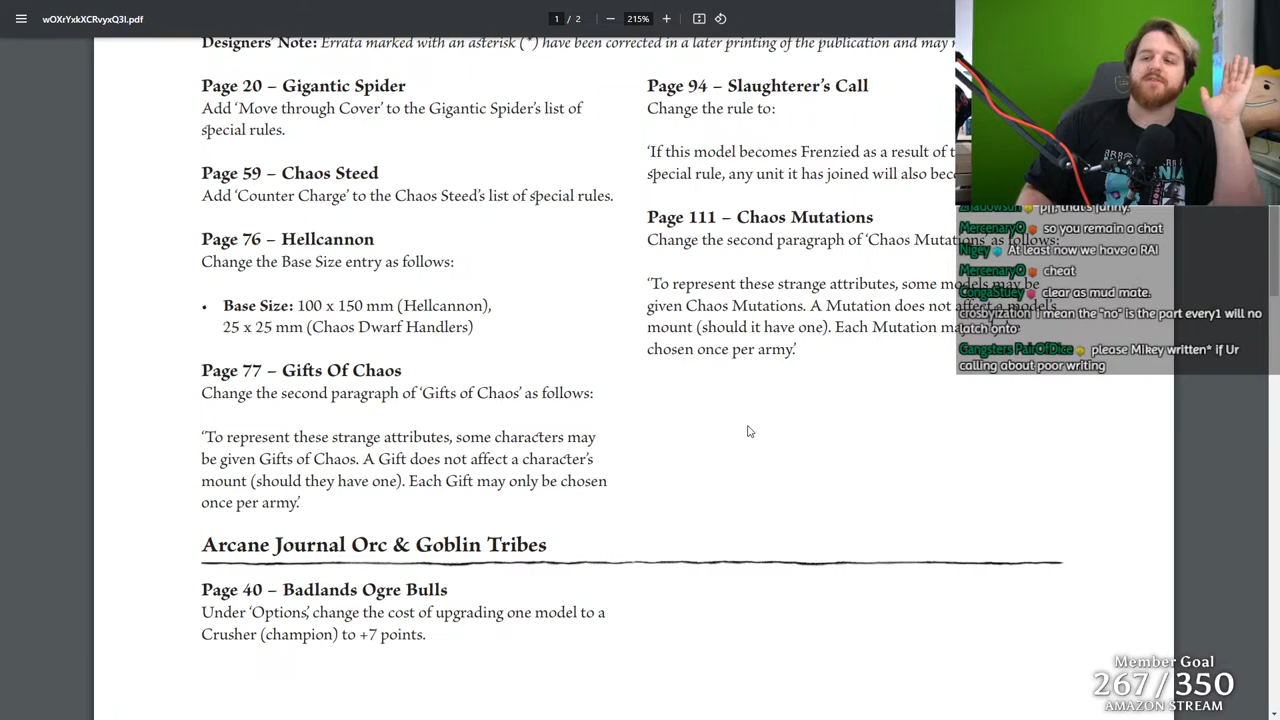 wOXrYxkXCRvyxQ3I.pdf
1 / 2
215%
Designers' Note: Errata marked with an asterisk (*) have been corrected in a later printing of the publication and may
Page 20 – Gigantic Spider
Add 'Move through Cover' to the Gigantic Spider's list of
special rules.
Page 59 – Chaos Steed
Add 'Counter Charge' to the Chaos Steed's list of special rules.
Page 76 – Hellcannon
Change the Base Size entry as follows:
• Base Size: 100 x 150 mm (Hellcannon),
25 x 25 mm (Chaos Dwarf Handlers)
Page 77 – Gifts Of Chaos
Change the second paragraph of 'Gifts of Chaos' as follows:
'To represent these strange attributes, some characters may
be given Gifts of Chaos. A Gift does not affect a character's
mount (should they have one). Each Gift may only be chosen
once per army.'
Arcane Journal Orc & Goblin Tribes
Page 40 – Badlands Ogre Bulls
Under 'Options,' change the cost of upgrading one model to a
Crusher (champion) to +7 points.
Page 94 – Slaughterer's Call
Change the rule to:
'If this model becomes Frenzied as a result of
special rule, any unit it has joined will also
Page 111 – Chaos Mutations
Change the second paragraph of 'Chaos Mutations' as follows:
'To represent these strange attributes, some models may be
given Chaos Mutations. A Mutation does not affect a model's
mount (should it have one). Each Mutation
chosen once per army.'
pff, that's funny.
MercenaryQ so you remain a chat
Nigey At least now we have a RAI
MercenaryQ cheat
CongaStuey clear as mud mate.
crosbyization i mean the "no" is the part every1 will no
latch onto
Gangsters PairOfDice please Mikey written* if Ur
calling about poor writing
Member Goal
267/350
AMAZON STREAM